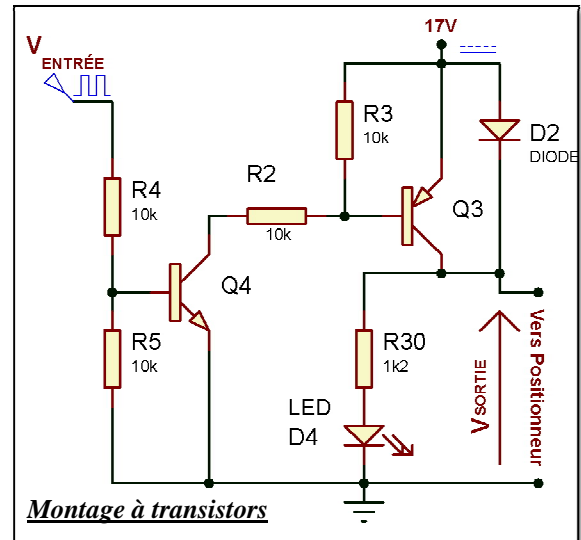 17V
V
ENTRÉE
R3
10k
D2
DIODE
R4
10k
R2
10k
Q3
Q4
R5
10k
R30
1k2
LED
D4
VSORTIE
Vers Positionneur
Montage à transistors